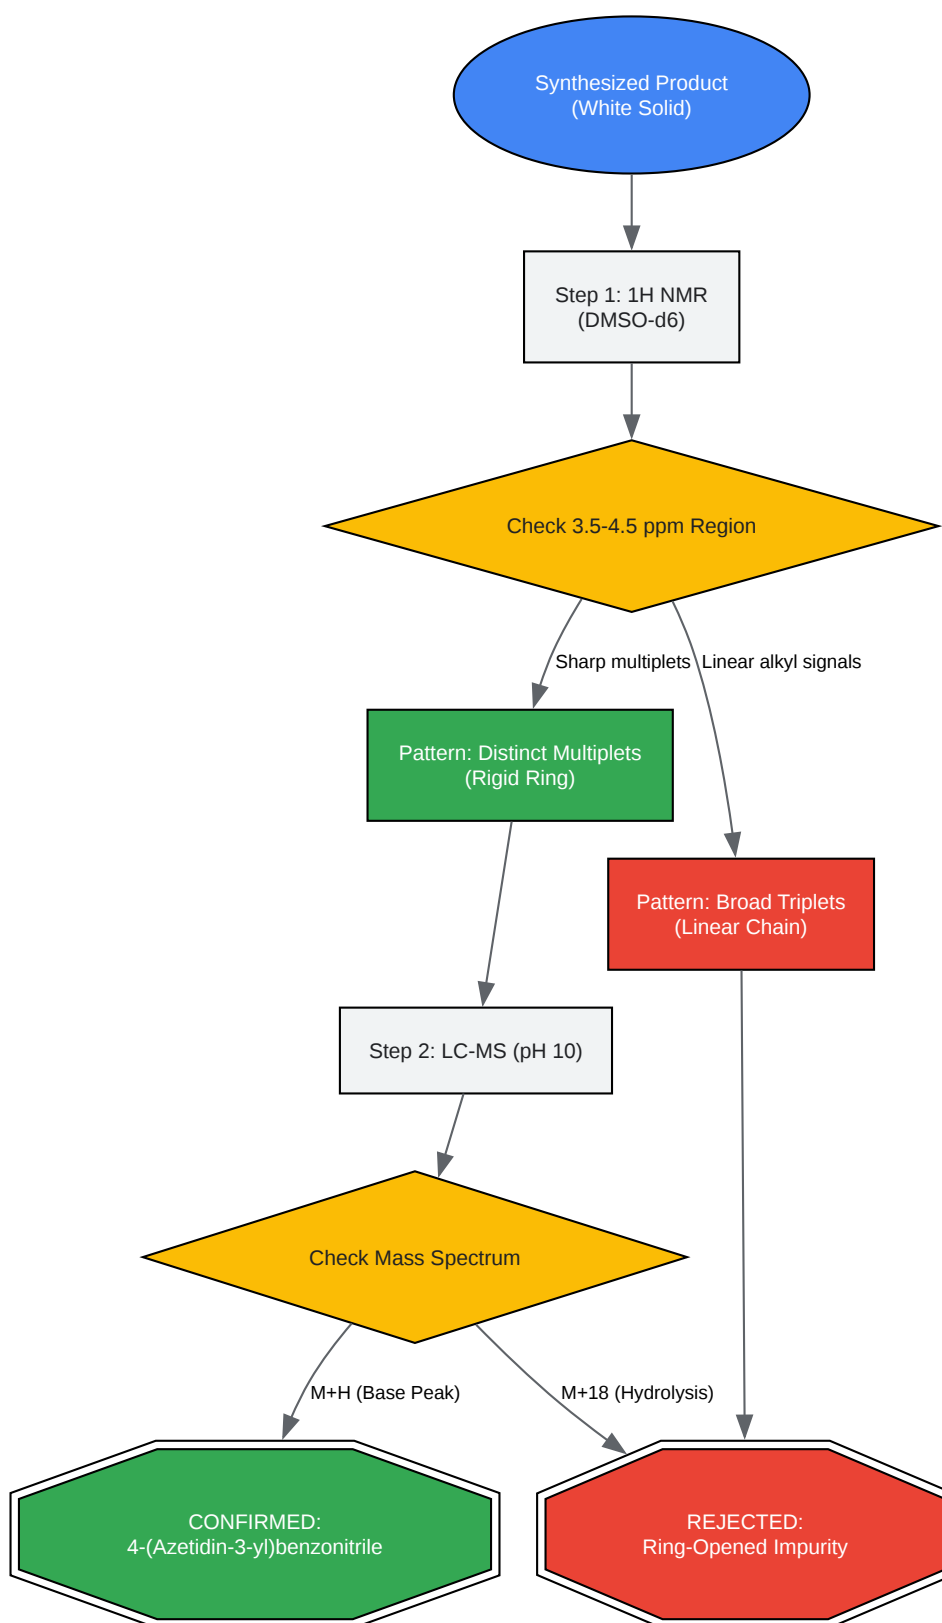 Synthesized Product
(White Solid)
Step 1: 1H NMR
(DMSO-d6)
Check 3.5-4.5 ppm Region
Sharp multiplets
Linear alkyl signals
Pattern: Distinct Multiplets
(Rigid Ring)
Pattern: Broad Triplets
(Linear Chain)
Step 2: LC-MS (pH 10)
Check Mass Spectrum
M+H (Base Peak)
M+18 (Hydrolysis)
CONFIRMED:
4-(Azetidin-3-yl)benzonitrile
REJECTED:
Ring-Opened Impurity